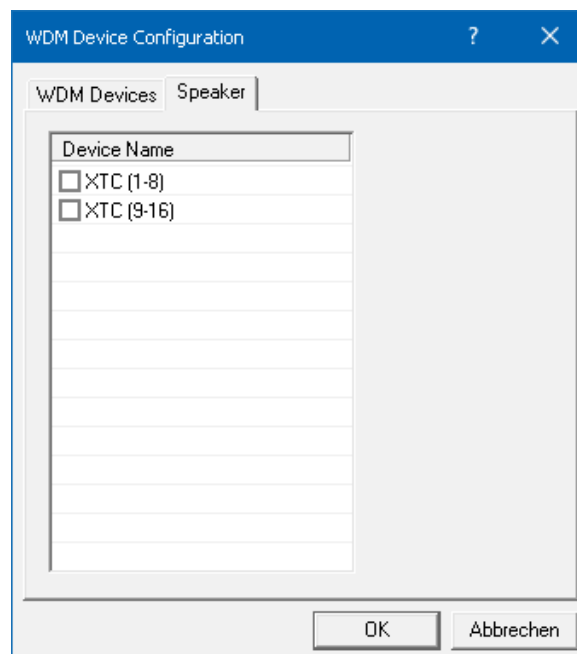 WDM Device Configuration ?
WDM Devices Speaker
Device Name
XTC (1-8)
XTC (9-16)
OK Abbrechen